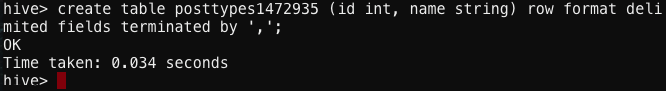 hive> create table posttypes1472935 (id int, name string) row format deli
mited fields terminated by ',';
OK
Time taken: 0.034 seconds
hive>